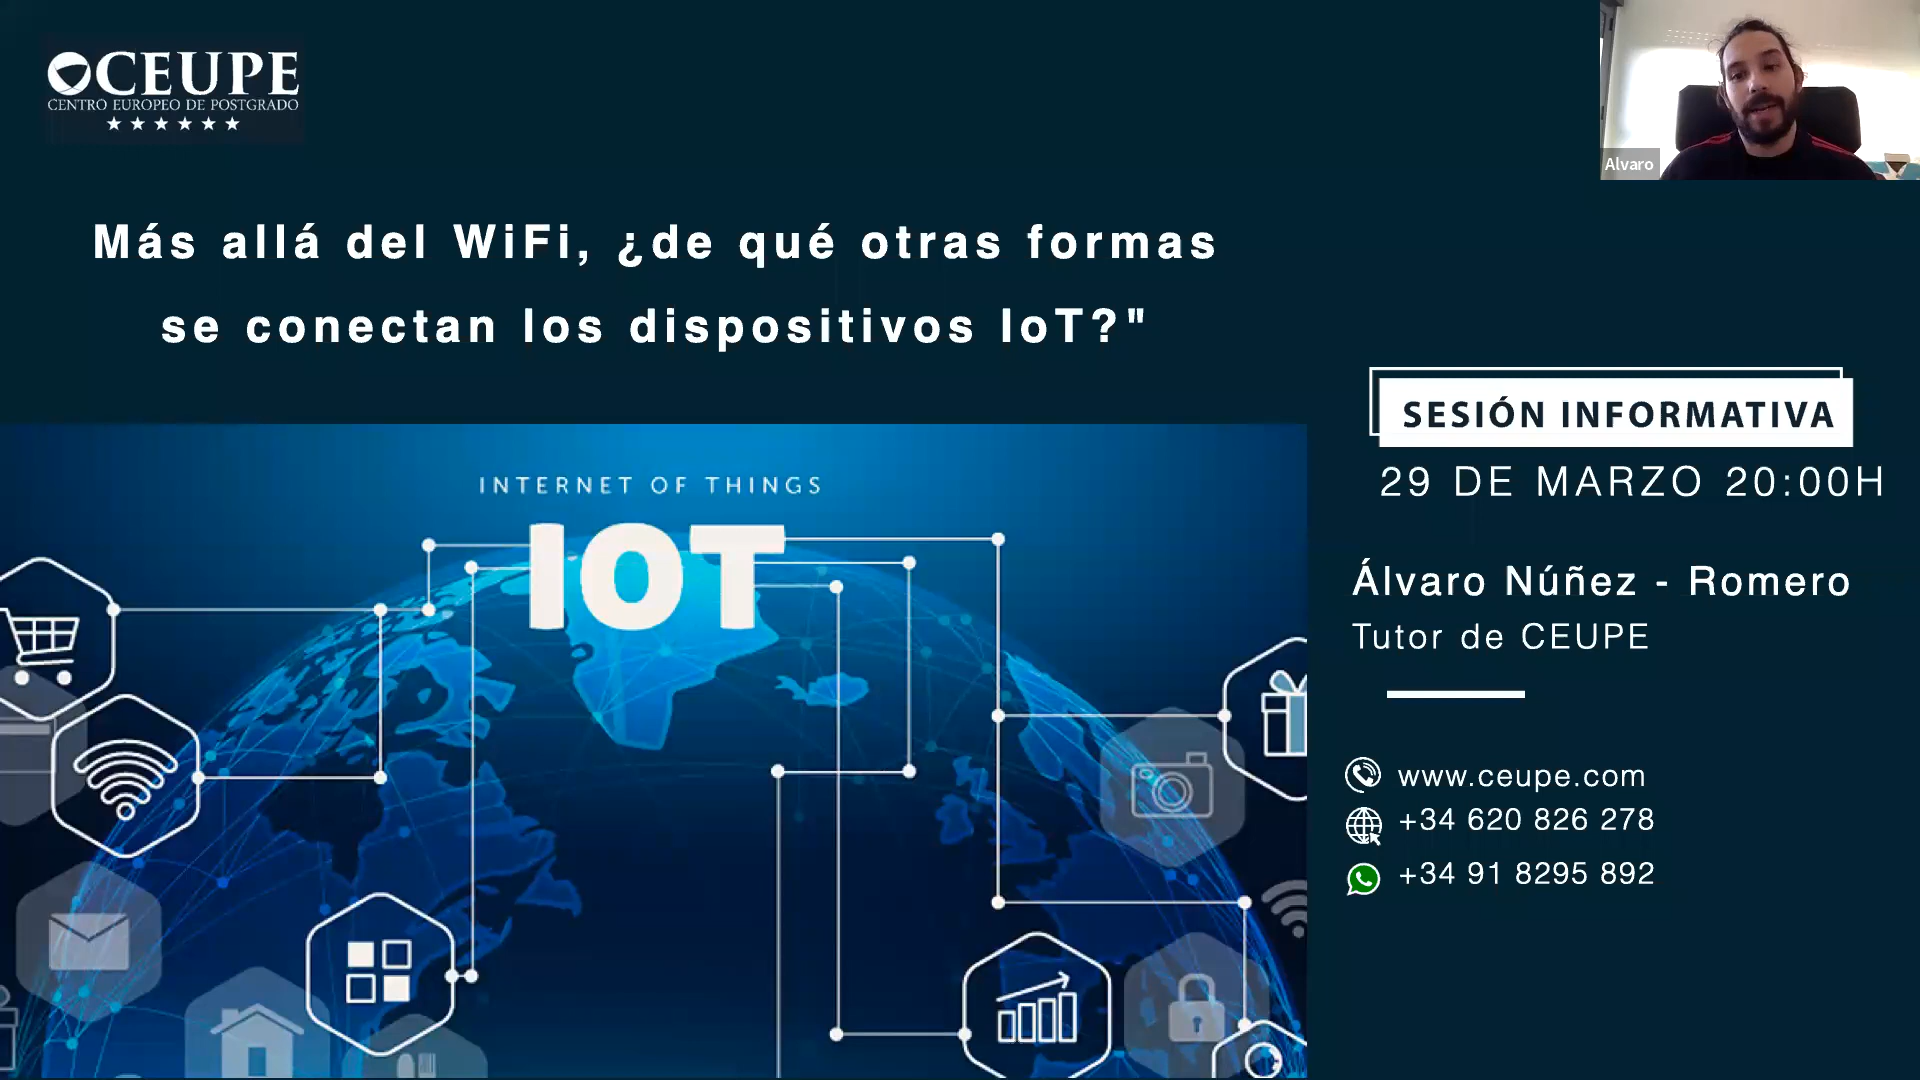 CEUPE
CENTRO EUROPEO DE POSTGRADO
Alvaro
Más allá del WiFi, ¿de qué otras formas
se conectan los dispositivos IoT?"
SESIÓN INFORMATIVA
29 DE MARZO 20:00H
INTERNET OF THINGS
IOT
Álvaro Núñez - Romero
Tutor de CEUPE
www.ceupe.com
+34 620 826 278
+34 91 8295 892